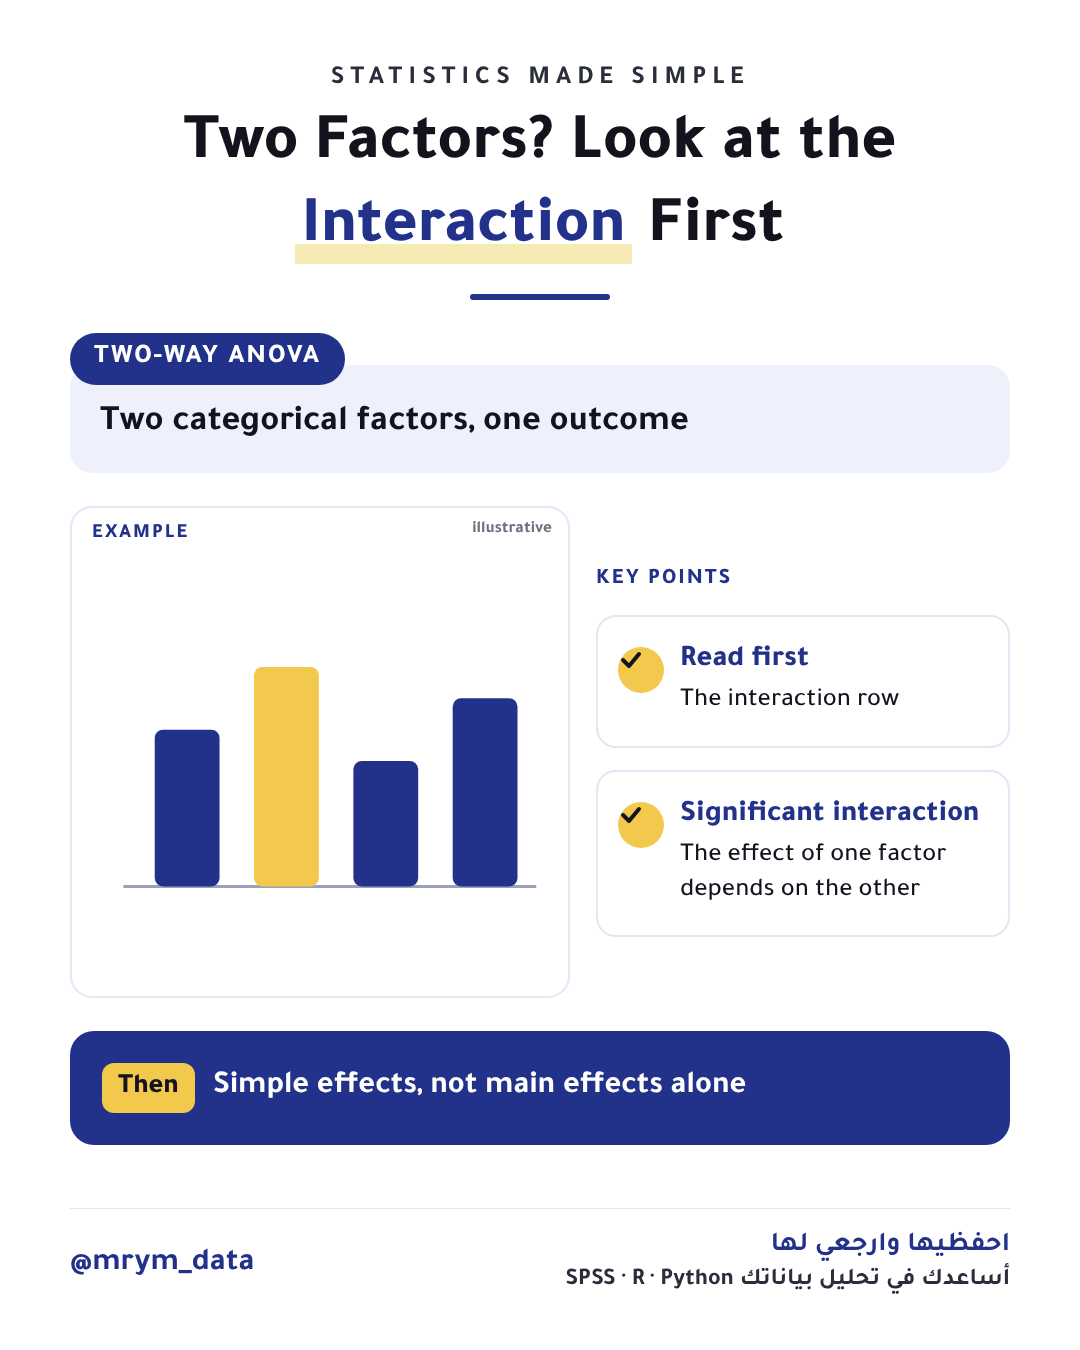 STATISTICS MADE SIMPLE
Two Factors? Look at the
Interaction First
TWO-WAY ANOVA
Two categorical factors, one outcome
EXAMPLE
illustrative
KEY POINTS
Read first
The interaction row
Significant interaction
The effect of one factor
depends on the other
Then
Simple effects, not main effects alone
@mrym_data
احفظيها وارجعي لها
أساعدك في تحليل بياناتك SPSS · R · Python